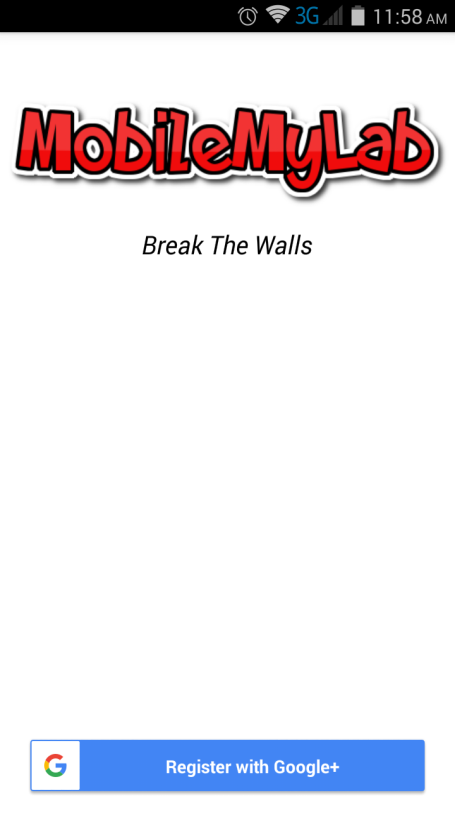 3G 11:58 AM
MobileMyLab
Break The Walls
G Register with Google+